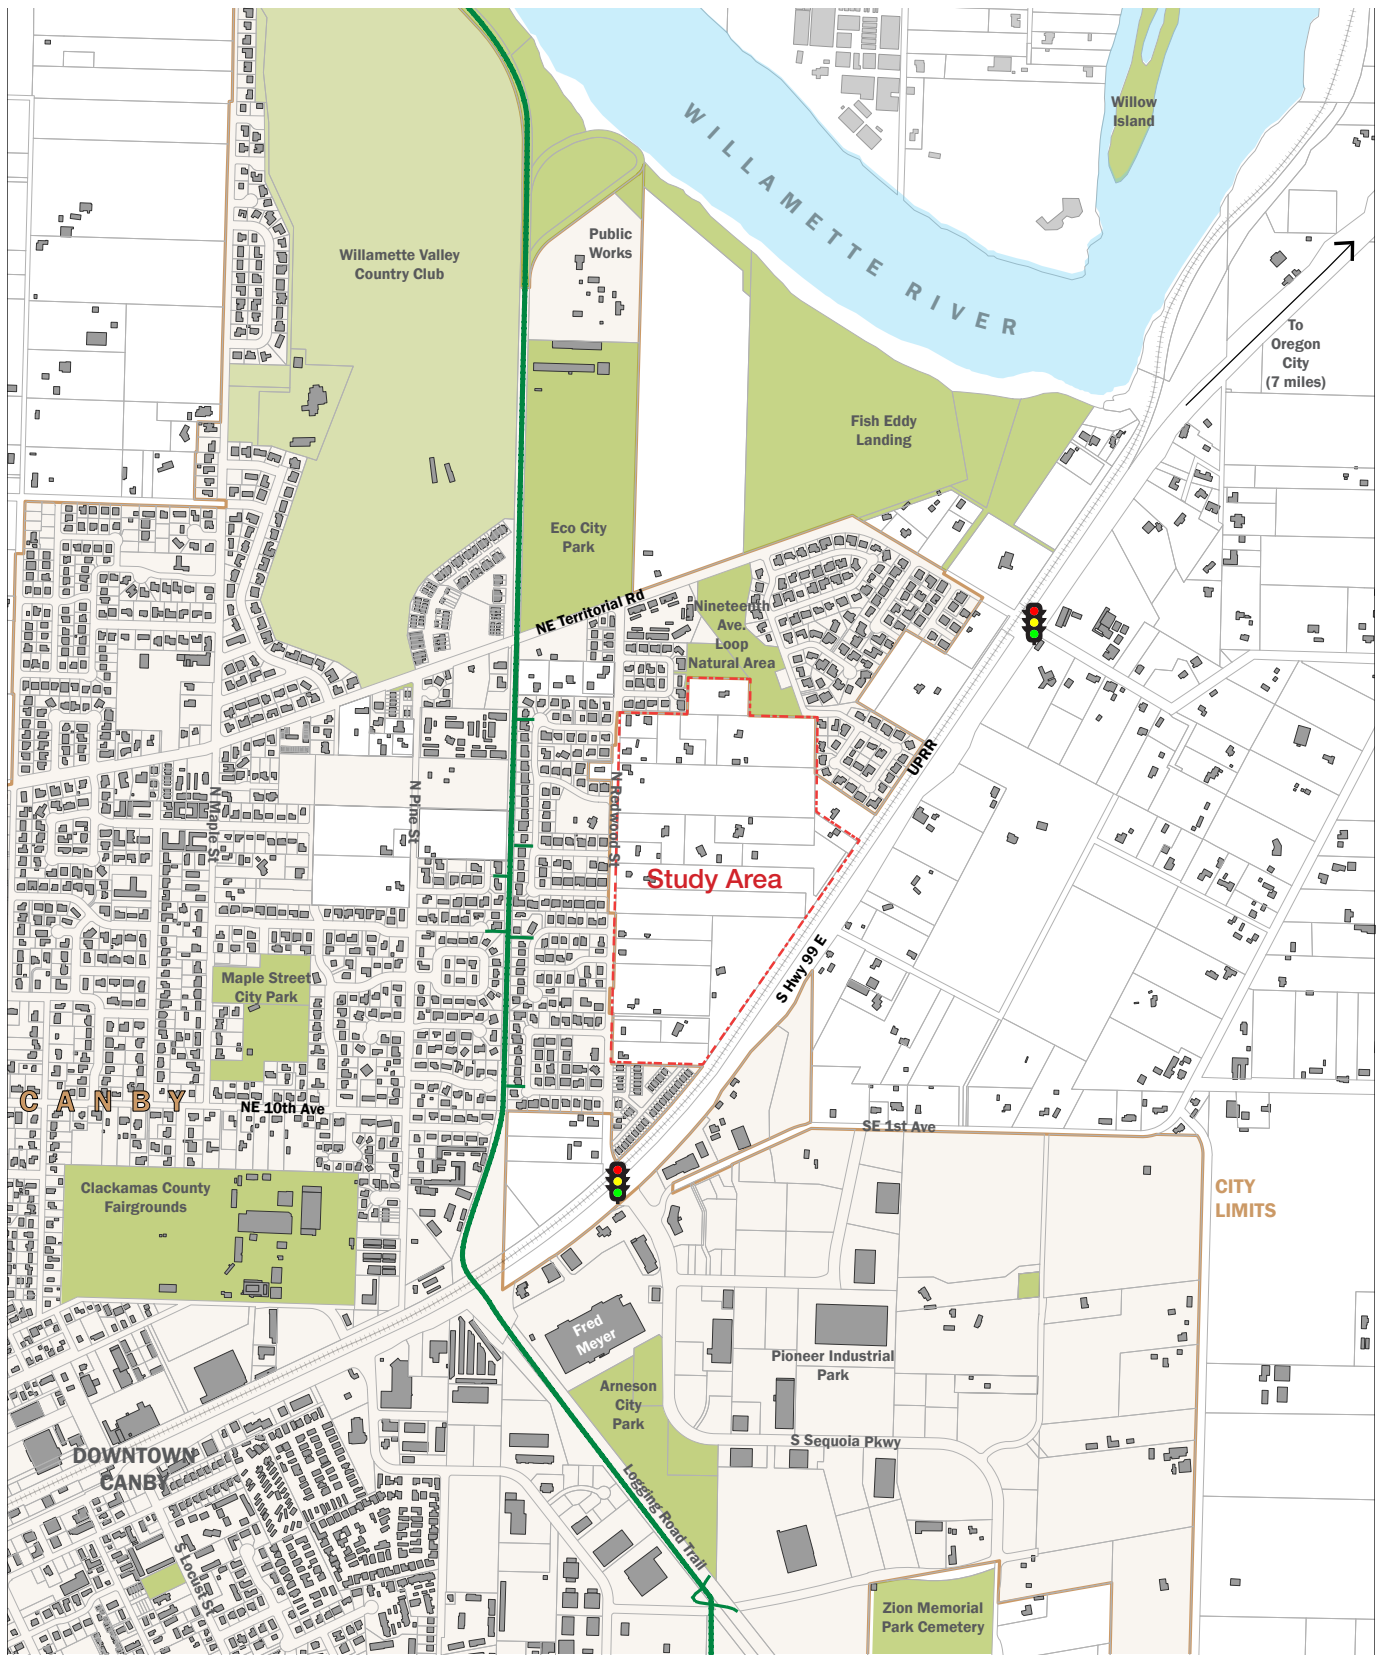 Willow
Island
WILLAMETTE RIVER
Public
Works
Willamette Valley
Country Club
To
Oregon
City
(7 miles)
Fish Eddy
Landing
Eco City
Park
NE Territorial Rd
Nineteenth
Ave.
Loop
Natural Area
UPRR
N Maple St
N Pine St
N Redwood St
Study Area
S Hwy 99 E
Maple Street
City Park
CANBY
NE 10th Ave
SE 1st Ave
Clackamas County
Fairgrounds
CITY
LIMITS
Fred
Meyer
Pioneer Industrial
Park
Arneson
City
Park
S Sequoia Pkwy
DOWNTOWN
CANBY
Logging Road Trail
S Locust St
Zion Memorial
Park Cemetery